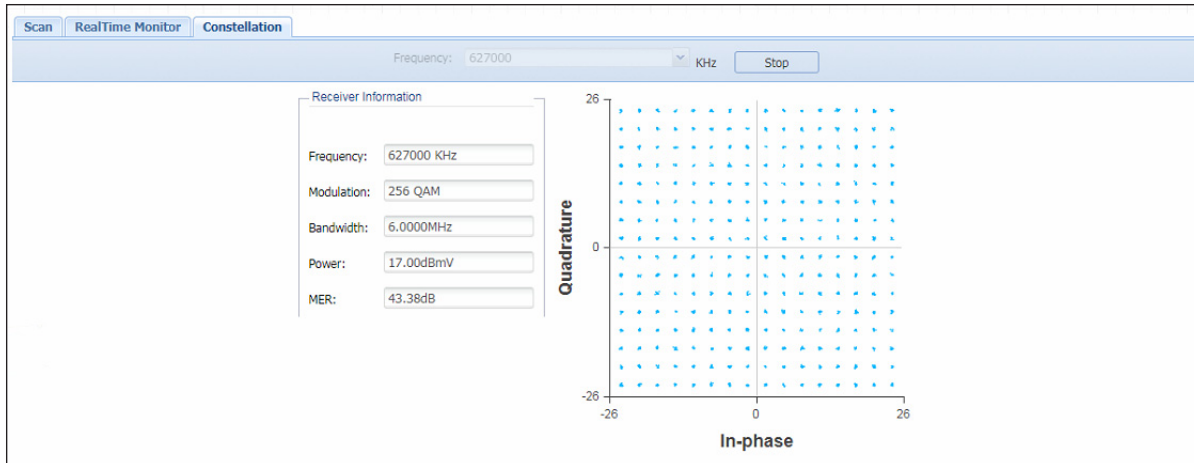 Scan RealTime Monitor Constellation
Frequency: 627000 KHz Stop
Receiver Information
Frequency: 627000 KHz
Modulation: 256 QAM
Bandwidth: 6.0000MHz
Power: 17.00dBmV
MER: 43.38dB
26
Quadrature
0
-26
-26 0 26
In-phase